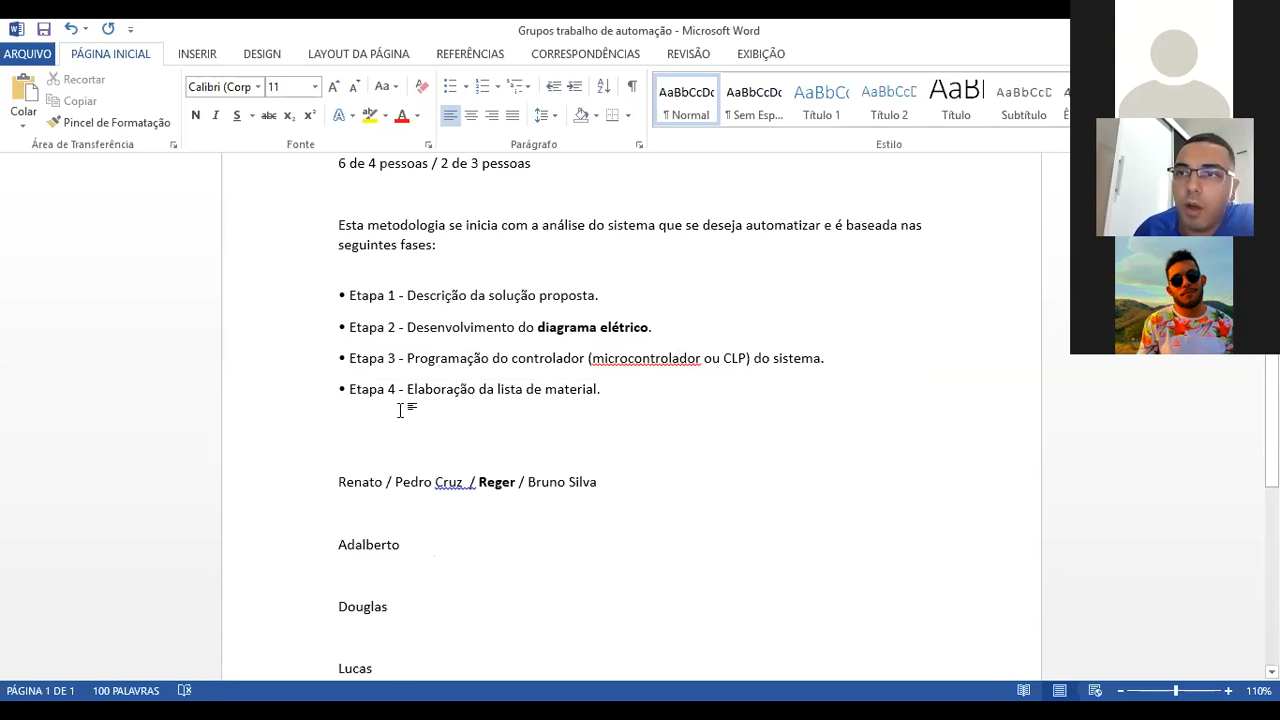 Grupos trabalho de automação - Microsoft Word
ARQUIVO PÁGINA INICIAL INSERIR DESIGN LAYOUT DA PÁGINA REFERÊNCIAS CORRESPONDÊNCIAS REVISÃO EXIBIÇÃO
Recortar
Copiar
Pincel de Formatação
Colar
Área de Transferência
Calibri (Corp 11
Aa
N I S abc x₂ x²
Fonte
Parágrafo
AaBbCcDc AaBbCcDc AaBbCc AaBbCcD AaBl AaBbCcD
¶ Normal ¶ Sem Esp... Título 1 Título 2 Título Subtítulo
Estilo
6 de 4 pessoas / 2 de 3 pessoas
Esta metodologia se inicia com a análise do sistema que se deseja automatizar e é baseada nas
seguintes fases:
• Etapa 1 - Descrição da solução proposta.
• Etapa 2 - Desenvolvimento do diagrama elétrico.
• Etapa 3 - Programação do controlador (microcontrolador ou CLP) do sistema.
• Etapa 4 - Elaboração da lista de material.
Renato / Pedro Cruz / Reger / Bruno Silva
Adalberto
Douglas
Lucas
PÁGINA 1 DE 1 100 PALAVRAS
110%